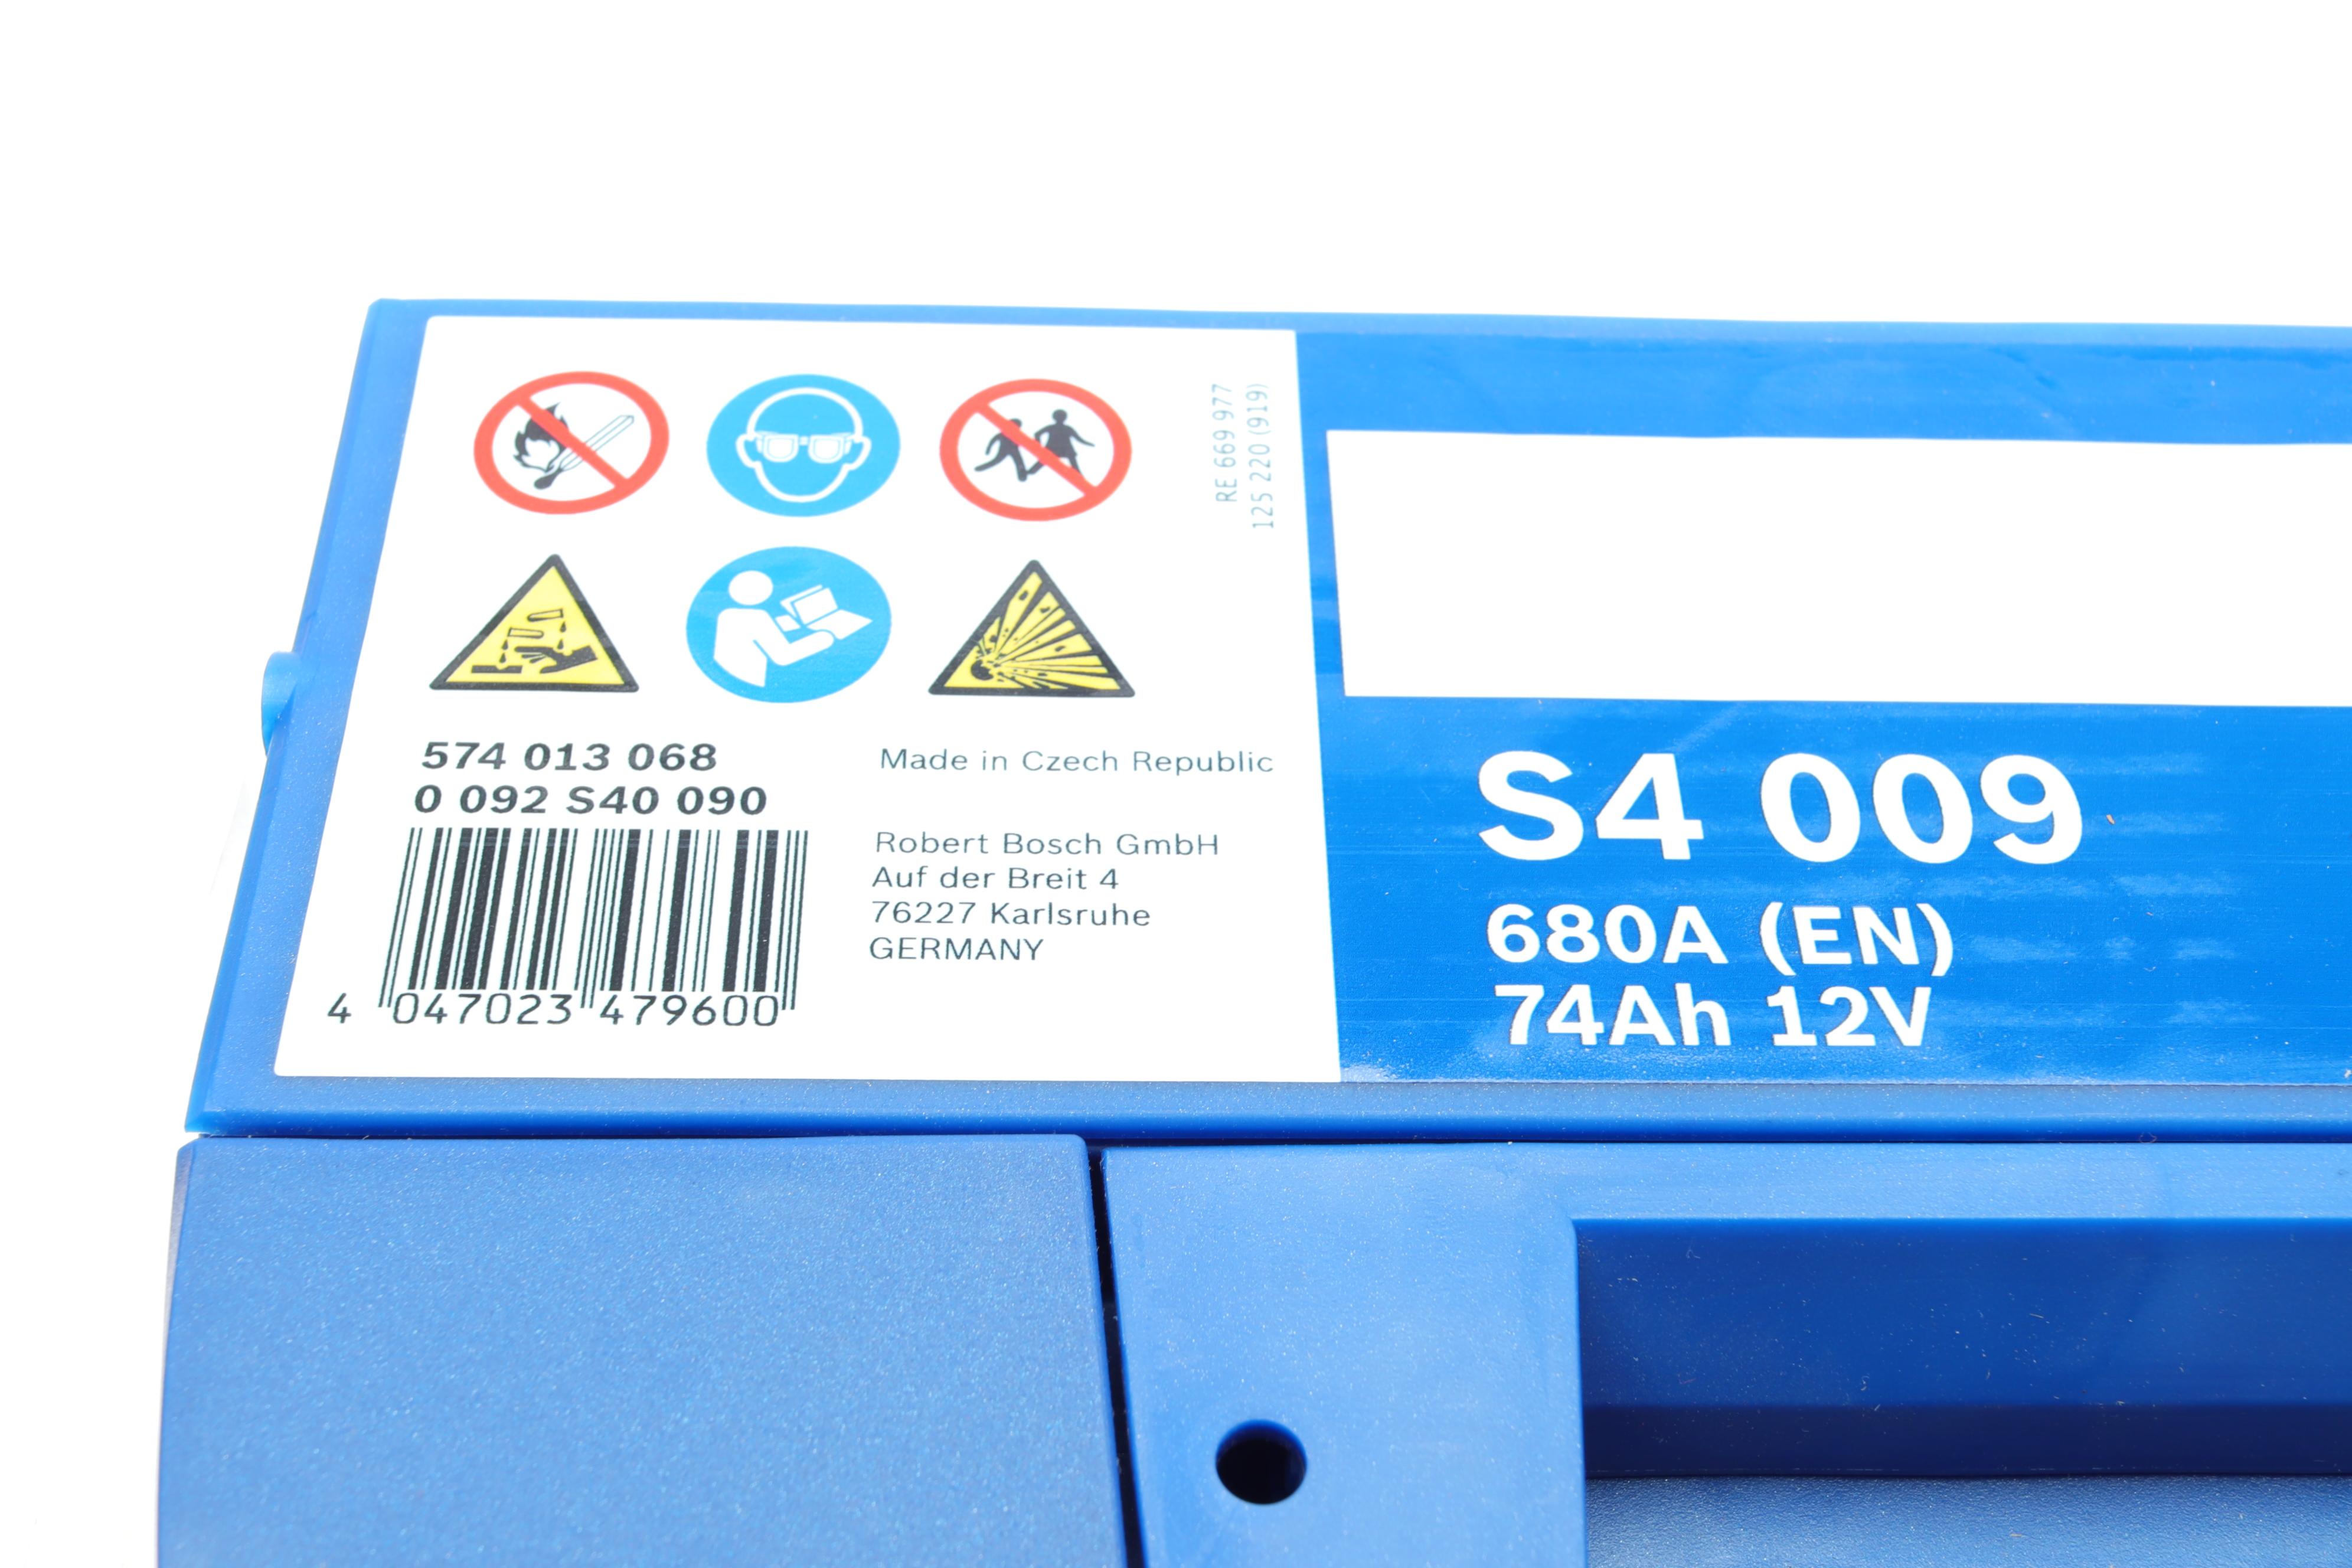 RE 669 977
125 220 (919)
574 013 068
0 092 S40 090
4 047023 479600
Made in Czech Republic
Robert Bosch GmbH
Auf der Breit 4
76227 Karlsruhe
GERMANY
S4 009
680A (EN)
74Ah 12V